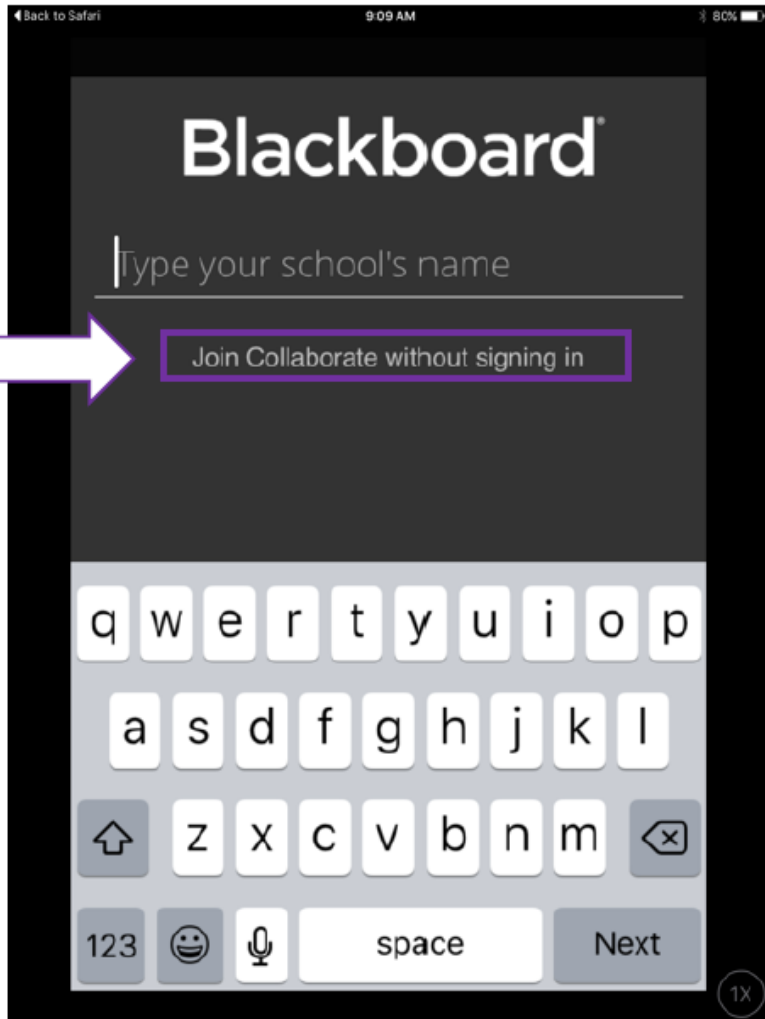 Back to Safari 9:09 AM 80%
Blackboard®
Type your school's name
Join Collaborate without signing in
q w e r t y u i o p
a s d f g h j k l
z x c v b n m
123 space Next
1X